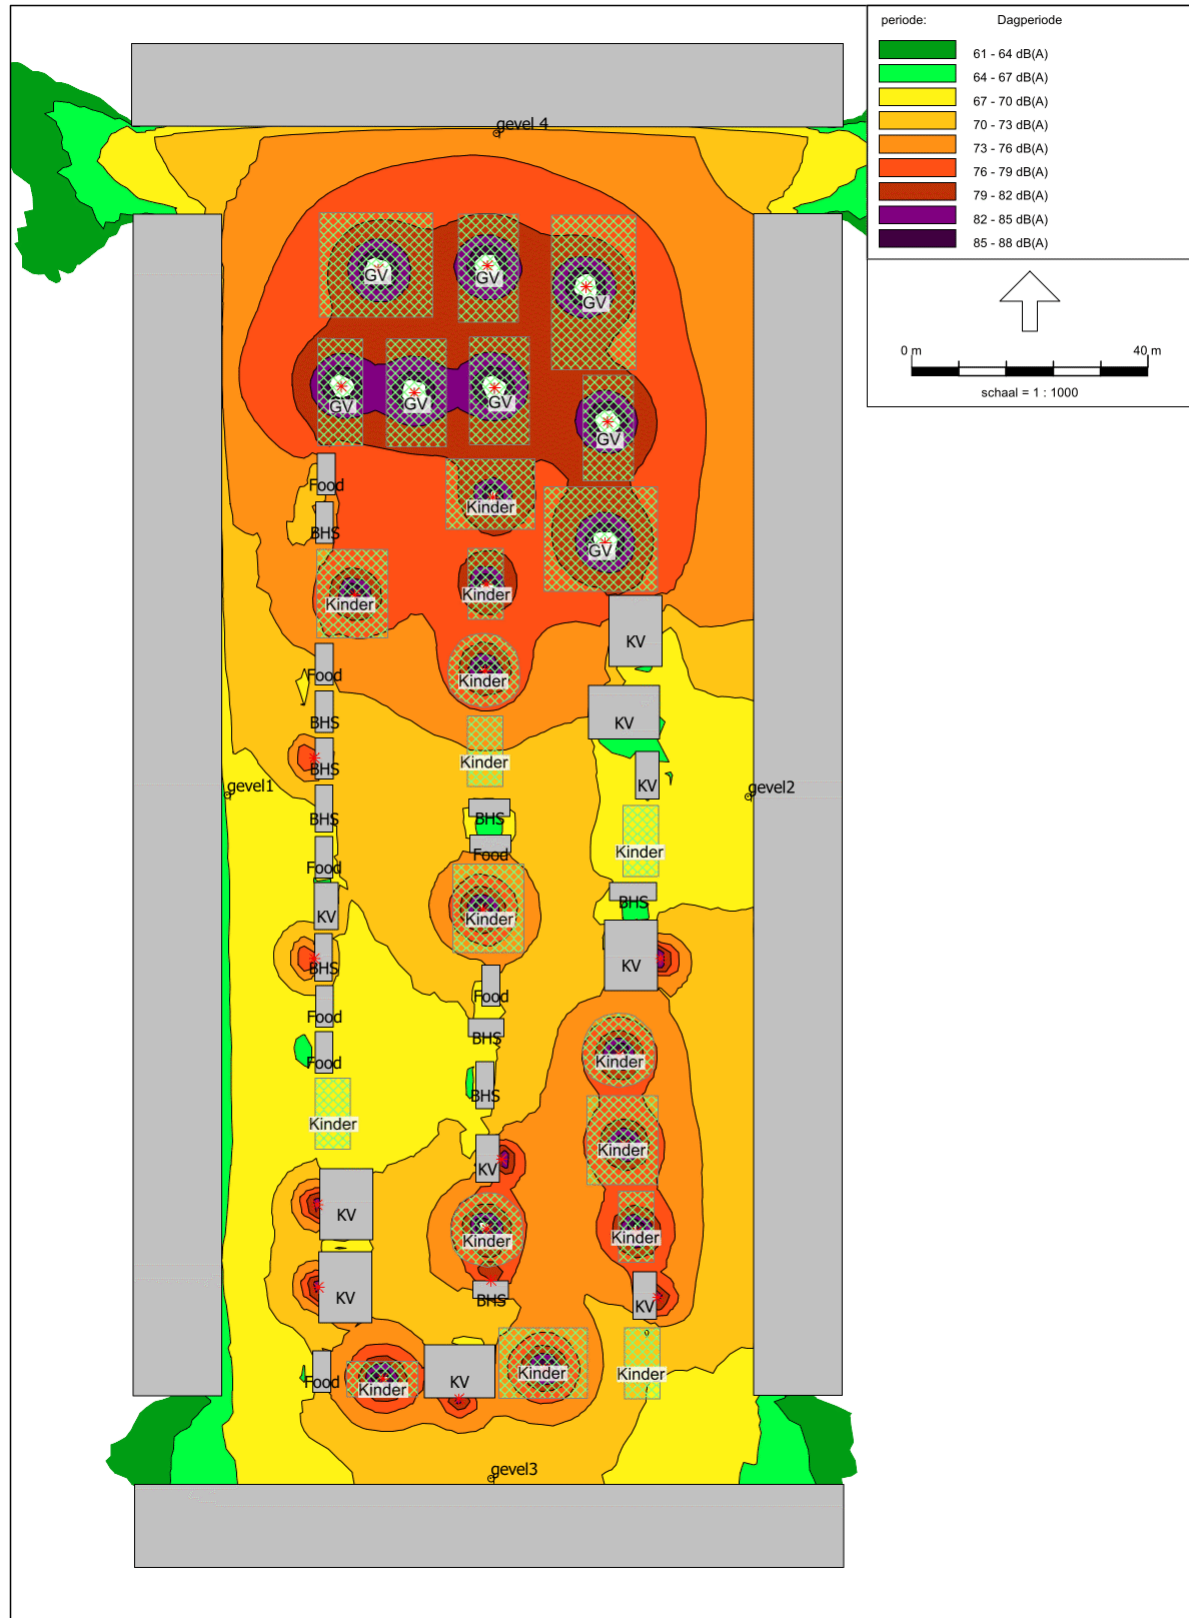 periode: Dagperiode
61 - 64 dB(A)
64 - 67 dB(A)
67 - 70 dB(A)
70 - 73 dB(A)
73 - 76 dB(A)
76 - 79 dB(A)
79 - 82 dB(A)
82 - 85 dB(A)
85 - 88 dB(A)
0 m 40 m
schaal = 1 : 1000
gevel 4
GV
GV
GV
GV
GV
GV
GV
Food
Kinder
BHS
GV
Kinder
Kinder
KV
Food
Kinder
BHS
KV
Kinder
BHS
KV
gevel1
gevel2
BHS
BHS
Food
Kinder
Food
BHS
KV
Kinder
BHS
KV
Food
Food
BHS
Food
Kinder
BHS
Kinder
Kinder
KV
KV
Kinder
Kinder
KV
BHS
KV
Food
Kinder
KV
Kinder
Kinder
gevel3